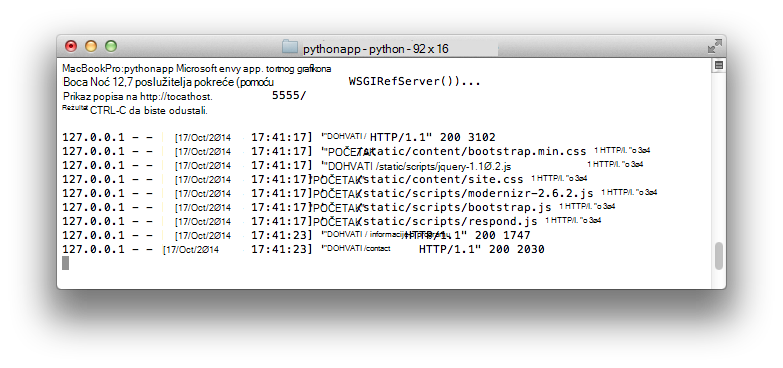 pythonapp - python - 92 x 16
MacBookPro:pythonapp Microsoft envy app. tortnog grafikona
Boca Noć 12,7 poslužitelja pokreće (pomoću WSGIRefServer())...
Prikaz popisa na http://tocathost. 5555/
Rezultat CTRL-C da biste odustali.
127.0.0.1 - - [17/Oct/2Ø14 17:41:17] "DOHVATI / HTTP/1.1" 200 3102
127.0.0.1 - - [17/Oct/2Ø14 17:41:17] "POČETAK /static/content/bootstrap.min.css 1 HTTP/I. "o 3a4
127.0.0.1 - - [17/Oct/2Ø14 17:41:17] "DOHVATI /static/scripts/jquery-1.1Ø.2.js 1 HTTP/I. "o 3a4
127.0.0.1 - - [17/Oct/2Ø14 17:41:17] "POČETAK" /static/content/site.css 1 HTTP/I. "o 3a4
127.0.0.1 - - [17/Oct/2Ø14 17:41:17] "POČETAK" /static/scripts/modernizr-2.6.2.js 1 HTTP/I. "o 3a4
127.0.0.1 - - [17/Oct/2Ø14 17:41:17] "POČETAK" /static/scripts/bootstrap.js 1 HTTP/I. "o 3a4
127.0.0.1 - - [17/Oct/2Ø14 17:41:17] "POČETAK" /static/scripts/respond.js 1 HTTP/I. "o 3a4
127.0.0.1 - - [17/Oct/2Ø14 17:41:23] "DOHVATI / informacije HTTP/1.1" 200 1747
127.0.0.1 - - [17/Oct/2Ø14 17:41:23] "DOHVATI /contact HTTP/1.1" 200 2030